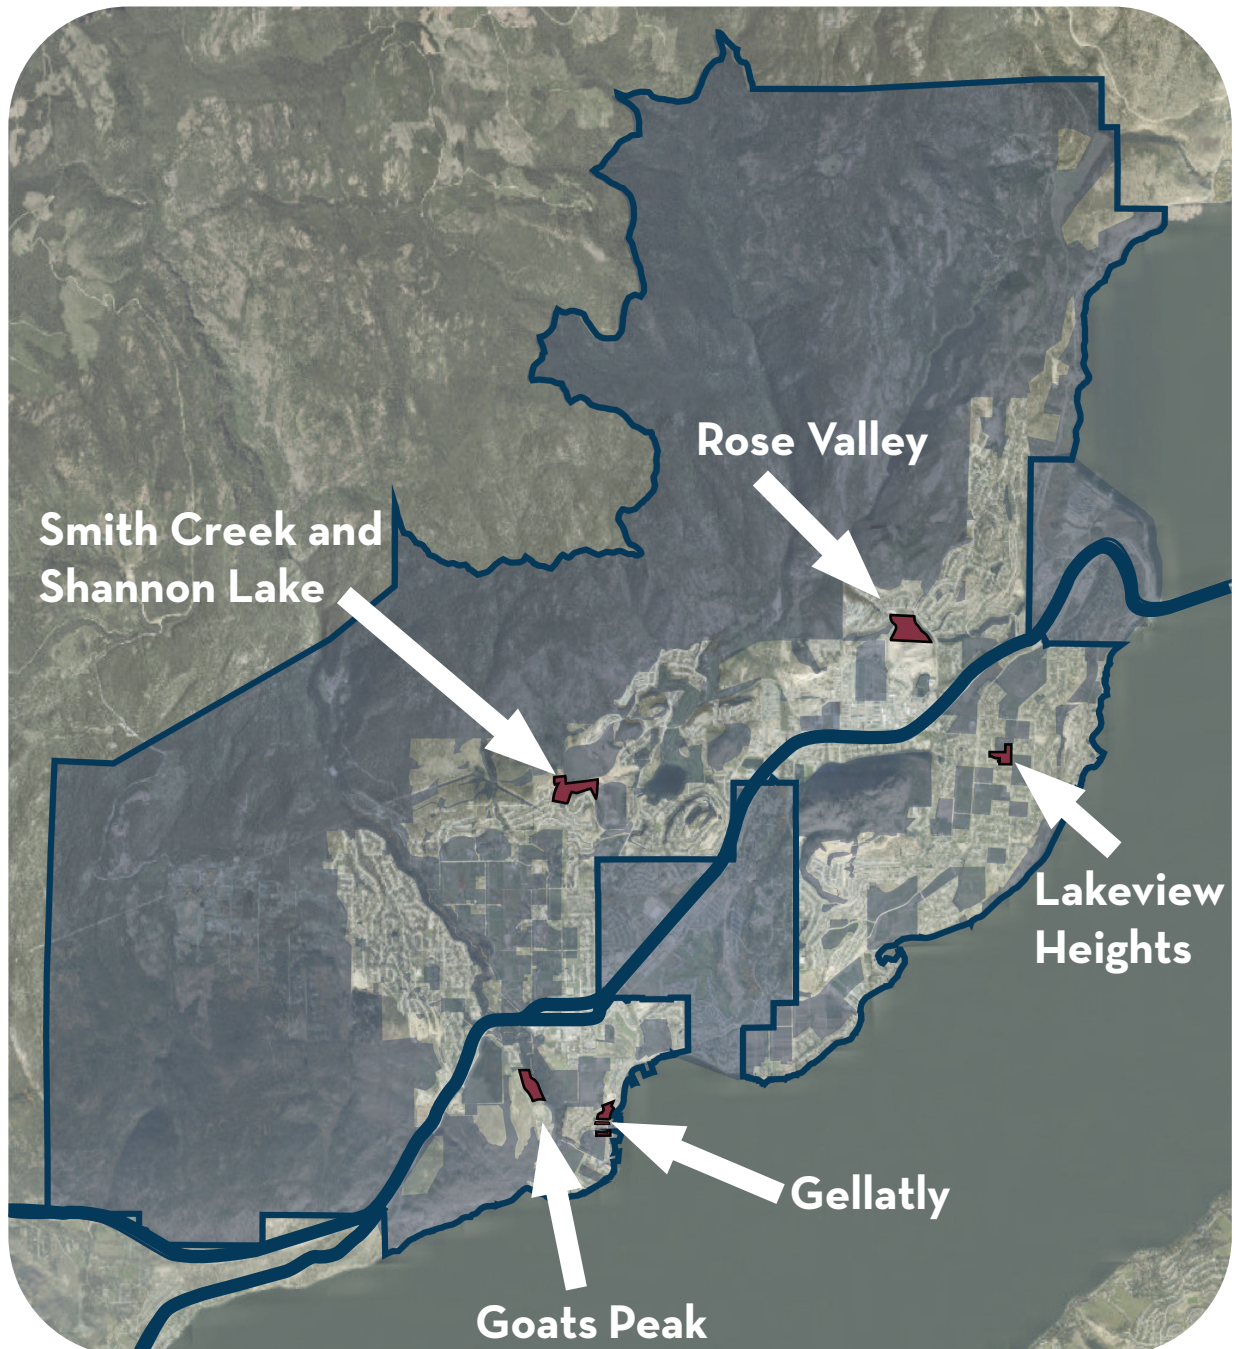 Rose Valley
Smith Creek and
Shannon Lake
Lakeview
Heights
Gellatly
Goats Peak